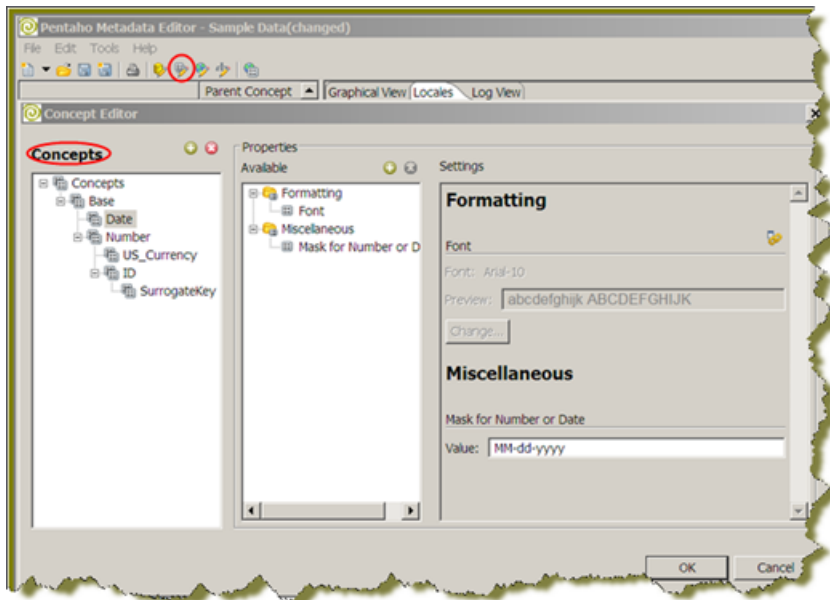 Pentaho Metadata Editor - Sample Data(changed)
File Edit Tools Help
Parent Concept Graphical View Locales Log View
Concept Editor
Concepts
Concepts
Base
Date
Number
US_Currency
ID
SurrogateKey
Properties
Available
Formatting
Font
Miscellaneous
Mask for Number or D
Settings
Formatting
Font
Font: Arial-10
Preview: abcdefghijk ABCDEFGHIJK
Change...
Miscellaneous
Mask for Number or Date
Value: MM-dd-yyyy
OK Cancel